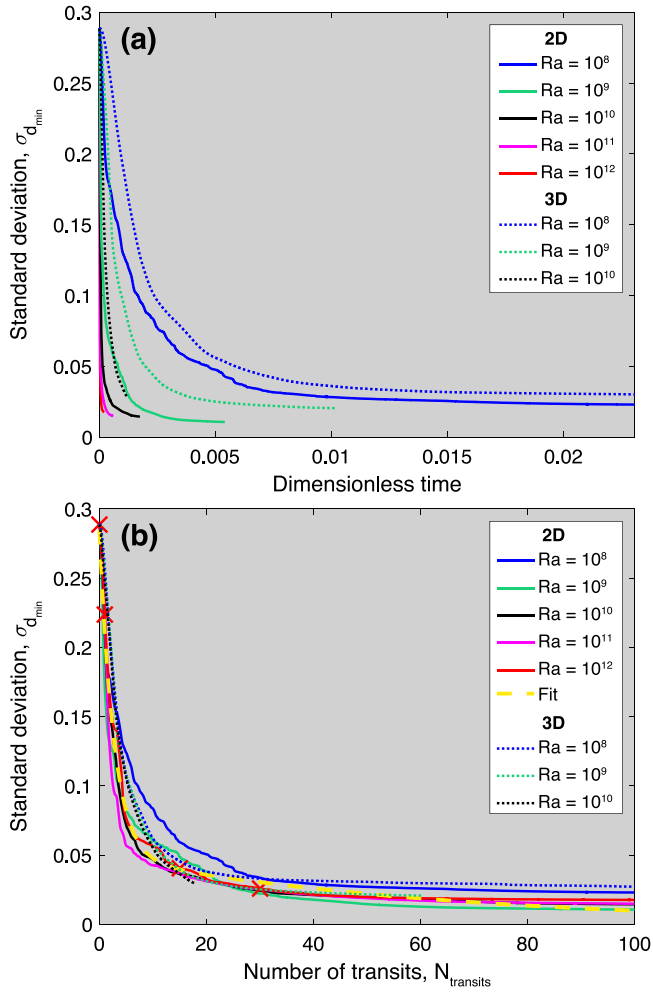 (a)
0.3
0.25
0.2
0.15
0.1
0.05
0
Standard deviation, σ_d_min
0
0.005
0.01
0.015
0.02
Dimensionless time
2D
Ra = 10⁸
Ra = 10⁹
Ra = 10¹⁰
Ra = 10¹¹
Ra = 10¹²
3D
Ra = 10⁸
Ra = 10⁹
Ra = 10¹⁰
(b)
0.3
0.25
0.2
0.15
0.1
0.05
0
Standard deviation, σ_d_min
0
20
40
60
80
100
Number of transits, N_transits
2D
Ra = 10⁸
Ra = 10⁹
Ra = 10¹⁰
Ra = 10¹¹
Ra = 10¹²
Fit
3D
Ra = 10⁸
Ra = 10⁹
Ra = 10¹⁰